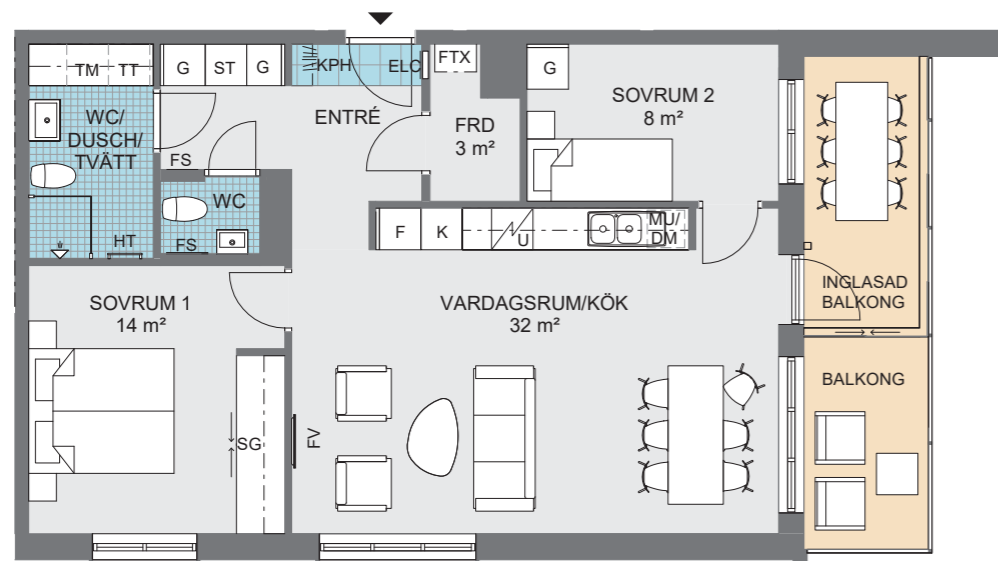 TM TT
G ST G
KPH
ELC
FTX
G
WC/
DUSCH/
TVÄTT
ENTRÉ
FRD
3 m²
SOVRUM 2
8 m²
FS
WC
FS
HT
F K U
MU/
DM
SOVRUM 1
14 m²
VARDAGSRUM/KÖK
32 m²
INGLASAD
BALKONG
BALKONG
SG
FV